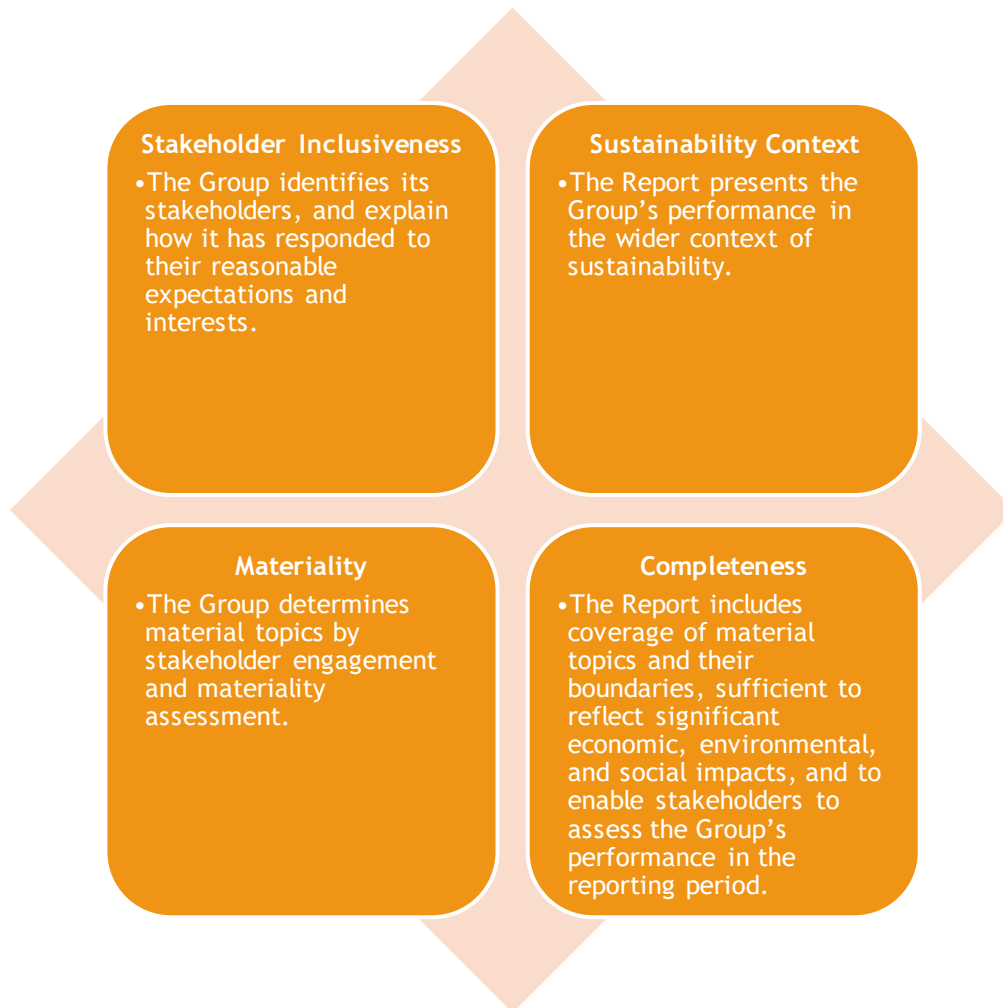 Stakeholder Inclusiveness
•The Group identifies its
stakeholders, and explain
how it has responded to
their reasonable
expectations and
interests.
Sustainability Context
•The Report presents the
Group’s performance in
the wider context of
sustainability.
Materiality
•The Group determines
material topics by
stakeholder engagement
and materiality
assessment.
Completeness
•The Report includes
coverage of material
topics and their
boundaries, sufficient to
reflect significant
economic, environmental,
and social impacts, and to
enable stakeholders to
assess the Group’s
performance in the
reporting period.